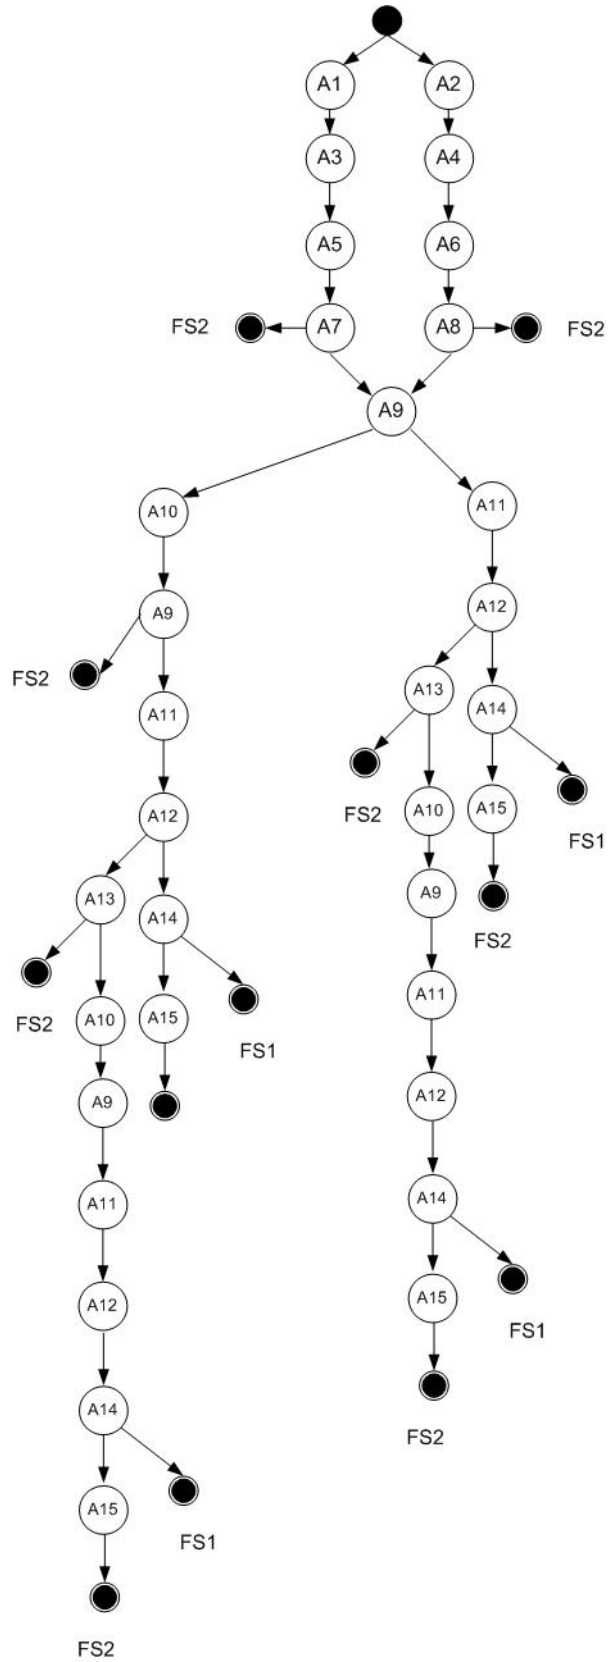 A1 A2
A3 A4
A5 A6
FS2 A7 A8 FS2
A9
A10 A11
A9 A12
FS2 A13 A14
A11
FS2 A10 A15 FS1
A12
A13 A14 A9
FS2
FS2 A10 A15 A11
FS1
A9 A12
A11 A14
A12 A15
FS1
A14 FS2
A15
FS1
FS2